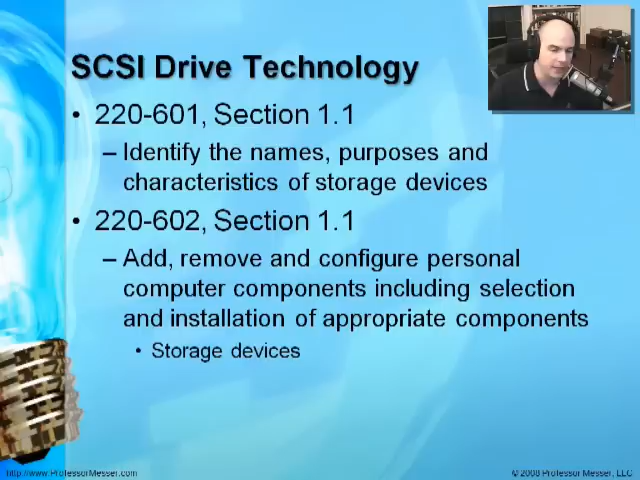 SCSI Drive Technology
• 220-601, Section 1.1
– Identify the names, purposes and
characteristics of storage devices
• 220-602, Section 1.1
– Add, remove and configure personal
computer components including selection
and installation of appropriate components
• Storage devices
http://www.ProfessorMesser.com
© 2008 Professor Messer, LLC